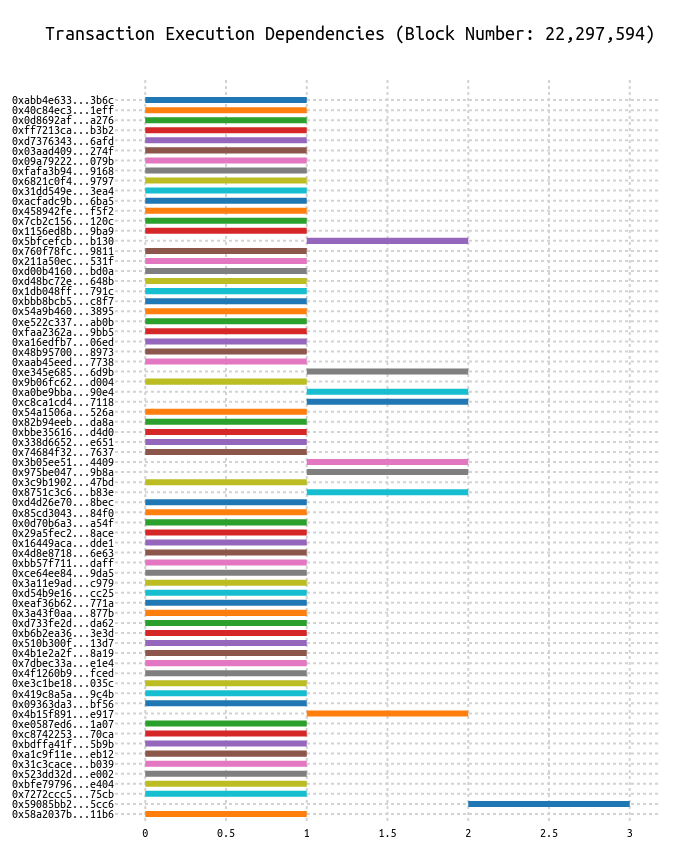 Transaction Execution Dependencies (Block Number: 22,297,594)
0xabb4e633...3b6c
0x40c84ec3...1eff
0x0d8692af...a276
0xff7213ca...b3b2
0xd7376343...6afd
0x03aad409...274f
0x09a79222...079b
0xfafa3b94...9168
0x6821c0f4...9797
0x31dd549e...3ea4
0xacfadc9b...6ba5
0x458942fe...f5f2
0x7cb2c156...120c
0x1156ed8b...9ba9
0x5bfcefcb...b130
0x760f78fc...9811
0x211a50ec...531f
0xd00b4160...bd0a
0xd48bc72e...648b
0x1db048ff...791c
0xbbb8bcb5...c8f7
0x54a9b460...3895
0xe522c337...ab0b
0xfaa2362a...9bb5
0xa16edfb7...06ed
0x48b95700...8973
0xaab45eed...7738
0xe345e685...6d9b
0x9b06fc62...d004
0xa0be9bba...90e4
0xc8ca1cd4...7118
0x54a1506a...526a
0x82b94eeb...da8a
0xbbe35616...d4d0
0x338d6652...e651
0x74684f32...7637
0x3b05ee51...4409
0x975be047...9b8a
0x3c9b1902...47bd
0x8751c3c6...b83e
0xd4d26e70...8bec
0x85cd3043...84f0
0x0d70b6a3...a54f
0x29a5fec2...8ace
0x16449aca...dde1
0x4d8e8718...6e63
0xbb57f711...daff
0xce64ee84...9da5
0x3a11e9ad...c979
0xd54b9e16...cc25
0xeaf36b62...771a
0x3a43f0aa...877b
0xd733fe2d...da62
0xb6b2ea36...3e3d
0x510b300f...13d7
0x4b1e2a2f...8a19
0x7dbec33a...e1e4
0x4f1260b9...fced
0xe3c1be18...035c
0x419c8a5a...9c4b
0x09363da3...bf56
0x4b15f891...e917
0xe0587ed6...1a07
0xc8742253...70ca
0xbdffa41f...5b9b
0xa1c9f11e...eb12
0x31c3cace...b039
0x523dd32d...e002
0xbfe79796...e404
0x7272ccc5...75cb
0x59085bb2...5cc6
0x58a2037b...11b6
0 0.5 1 1.5 2 2.5 3